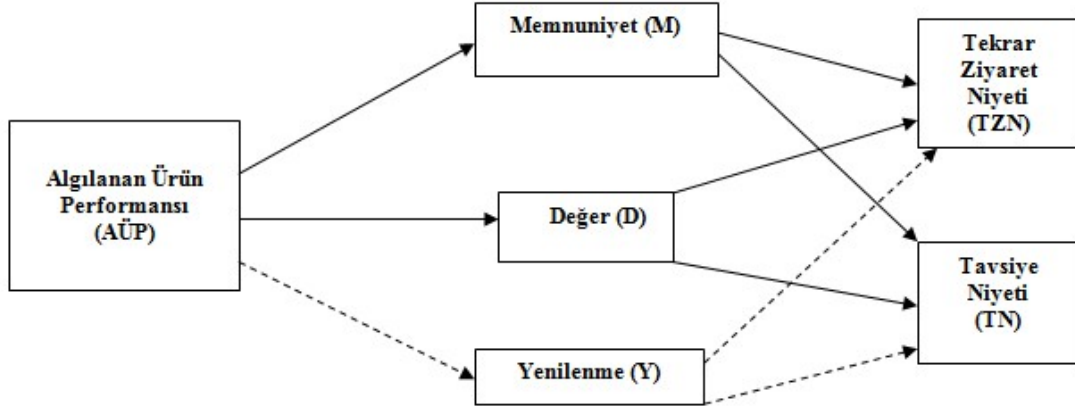 Memnuniyet (M)
Tekrar
Ziyaret
Niyeti
(TZN)
Algılanan Ürün
Performansı
(AÜP)
Değer (D)
Tavsiye
Niyeti
(TN)
Yenilenme (Y)